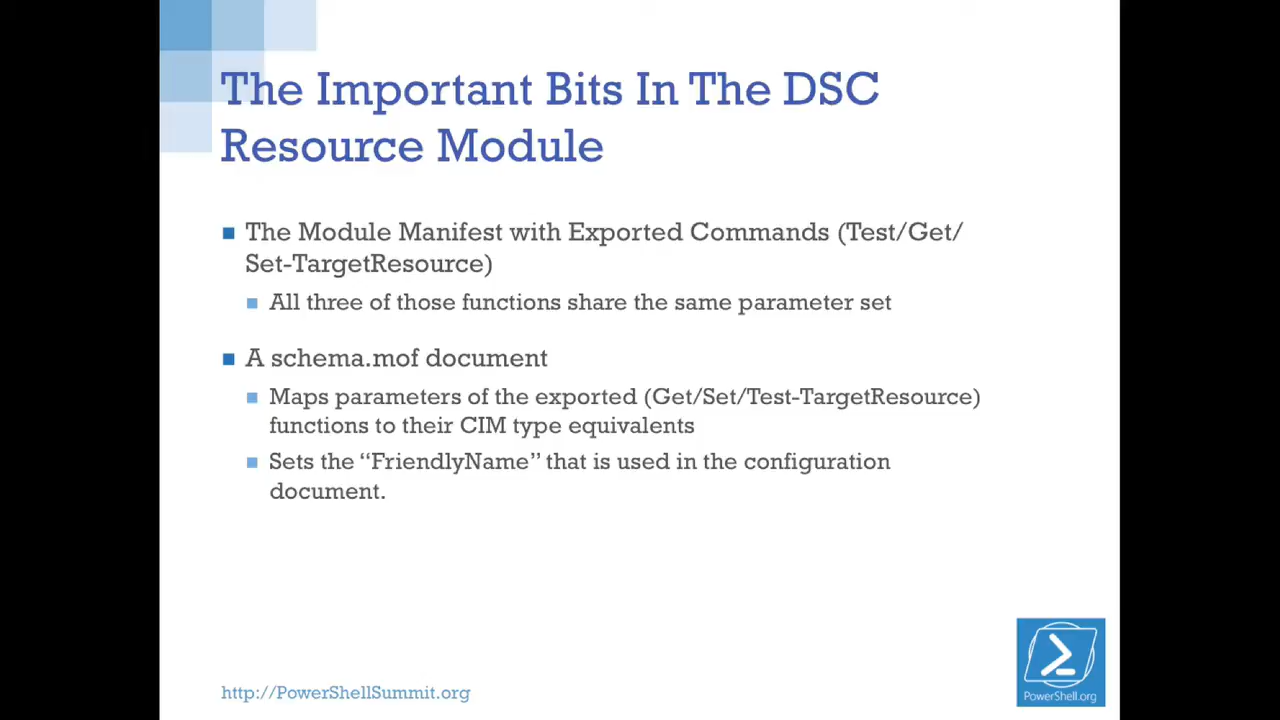 The Important Bits In The DSC
Resource Module
The Module Manifest with Exported Commands (Test/Get/
Set-TargetResource)
All three of those functions share the same parameter set
A schema.mof document
Maps parameters of the exported (Get/Set/Test-TargetResource)
functions to their CIM type equivalents
Sets the “FriendlyName” that is used in the configuration
document.
http://PowerShellSummit.org
PowerShell.org